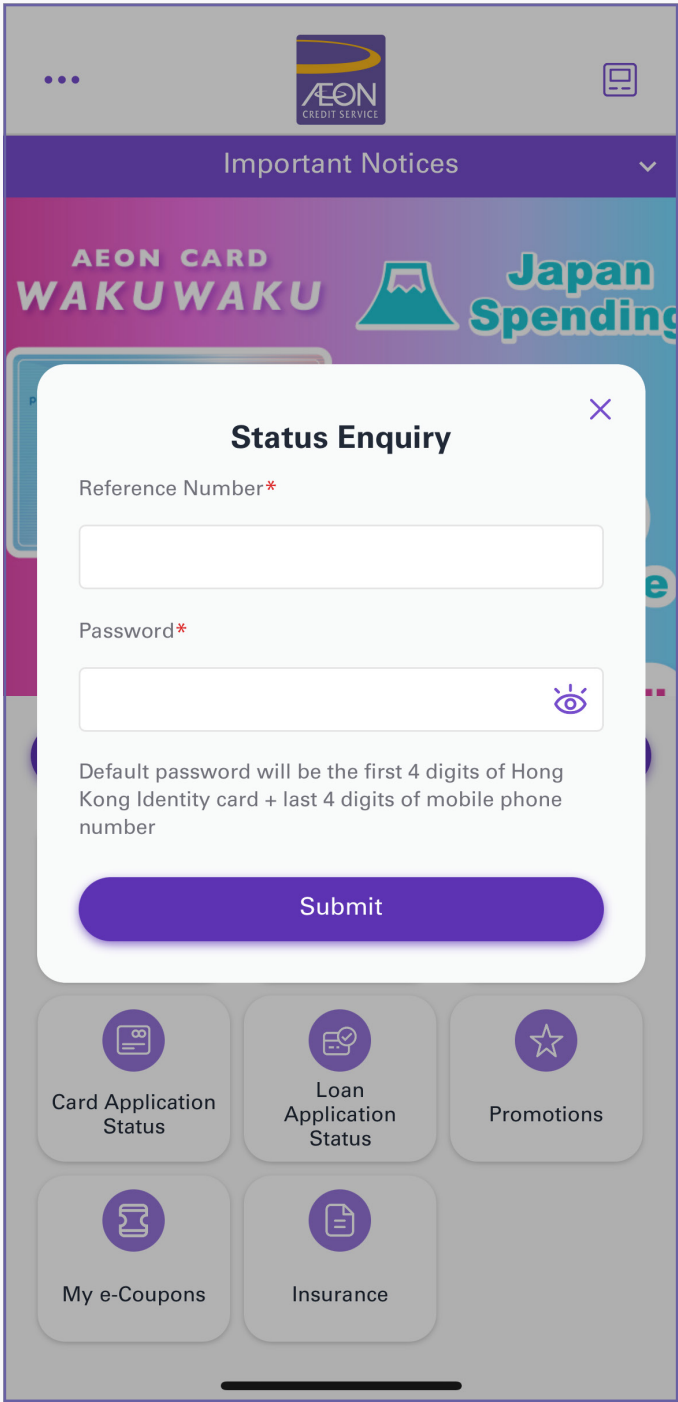 ÆON
CREDIT SERVICE
Important Notices
AEON CARD
WAKUWAKU
Japan
Spending
Status Enquiry
Reference Number*
Password*
Default password will be the first 4 digits of Hong
Kong Identity card + last 4 digits of mobile phone
number
Submit
Card Application
Status
Loan
Application
Status
Promotions
My e-Coupons
Insurance